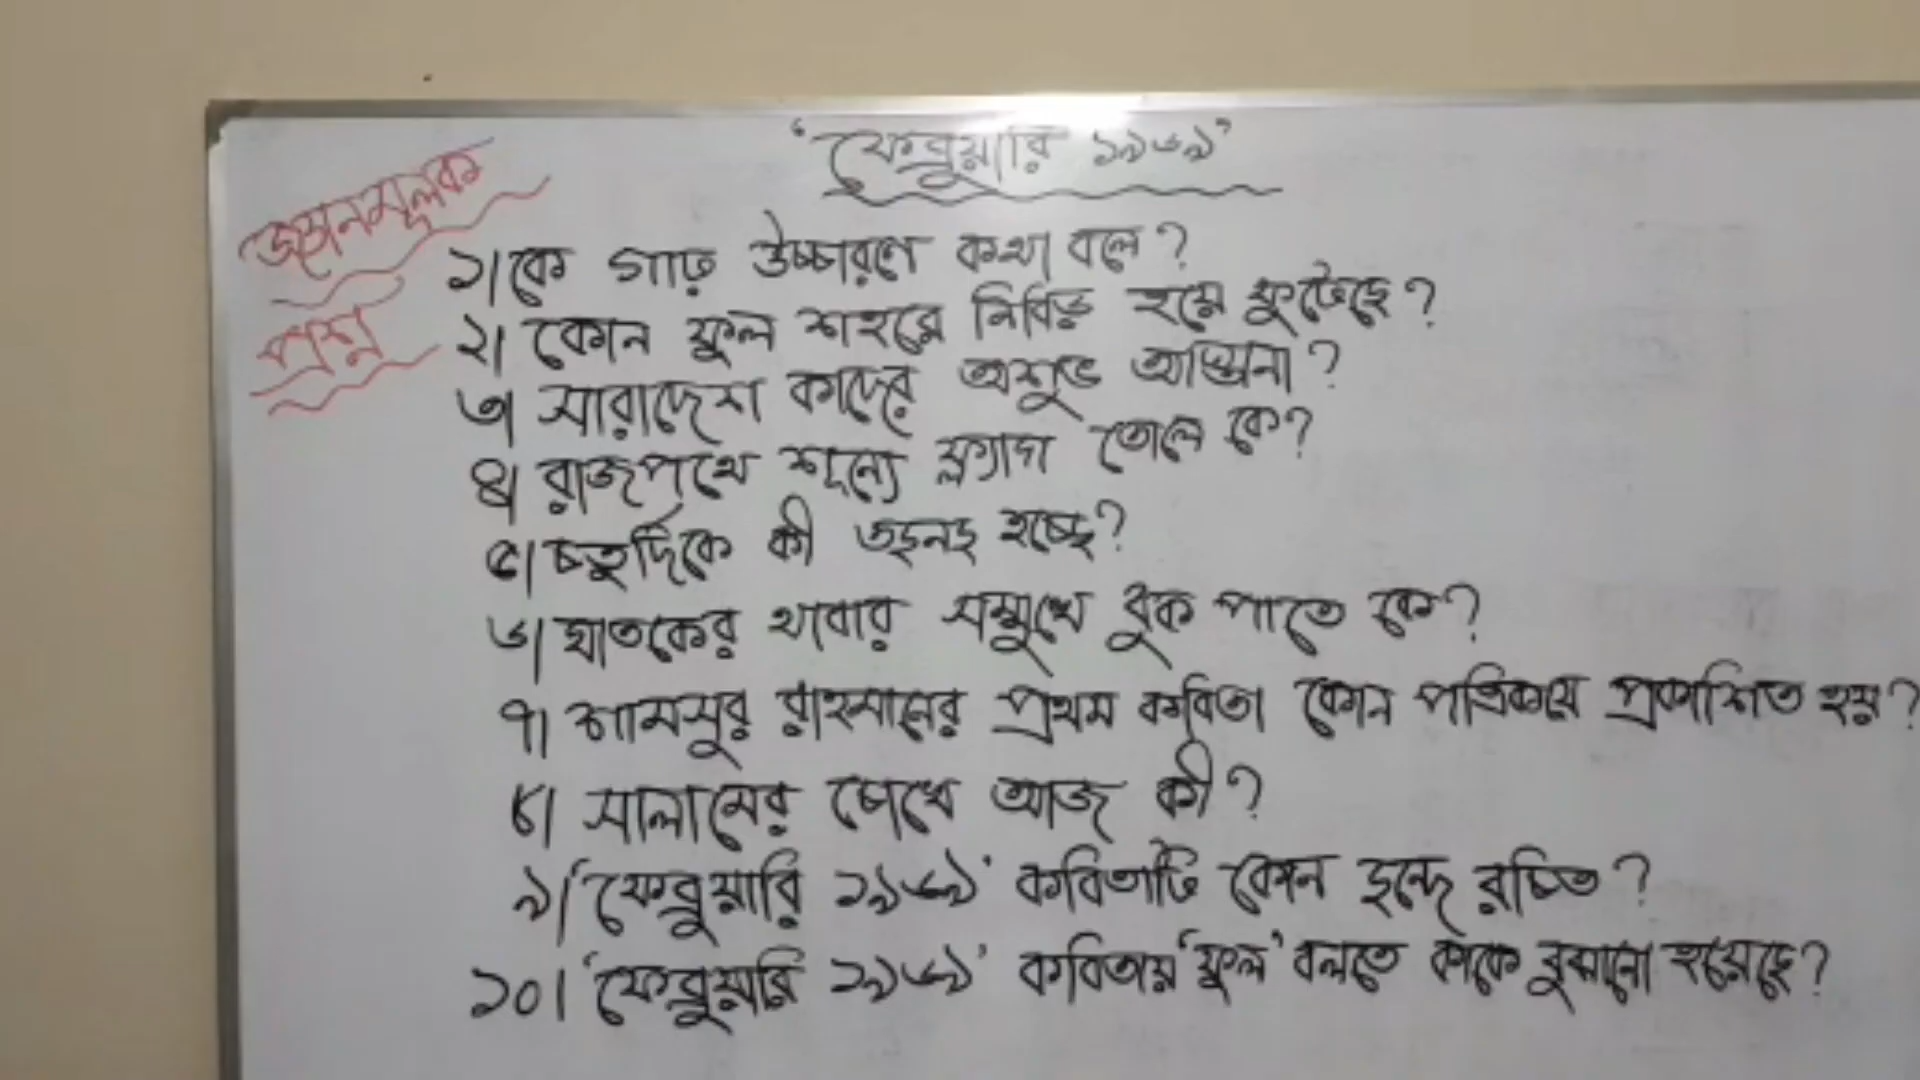 ‘ফেব্রুয়ারি ১৯৬৯’
জ্ঞানমূলক
প্রশ্ন
১। কে গাঢ় উচ্চারণে কথা বলে?
২। কোন ফুল শহরে নিবিড় হয়ে ফুটেছে?
৩। সারাদেশ কাদের অশুভ আস্তানা?
৪। রাজপথে শূন্যে ফ্ল্যাগ তোলে কে?
৫। চতুর্দিকে কী তছনছ হচ্ছে?
৬। ঘাতকের থাবার সম্মুখে বুক পাতে কে?
৭। শামসুর রাহমানের প্রথম কবিতা কোন পত্রিকায় প্রকাশিত হয়?
৮। সালামের চোখে আজ কী?
৯। ‘ফেব্রুয়ারি ১৯৬৯’ কবিতাটি কোন ছন্দে রচিত?
১০। ‘ফেব্রুয়ারি ১৯৬৯’ কবিতায় ‘ফুল’ বলতে কাকে বুঝানো হয়েছে?